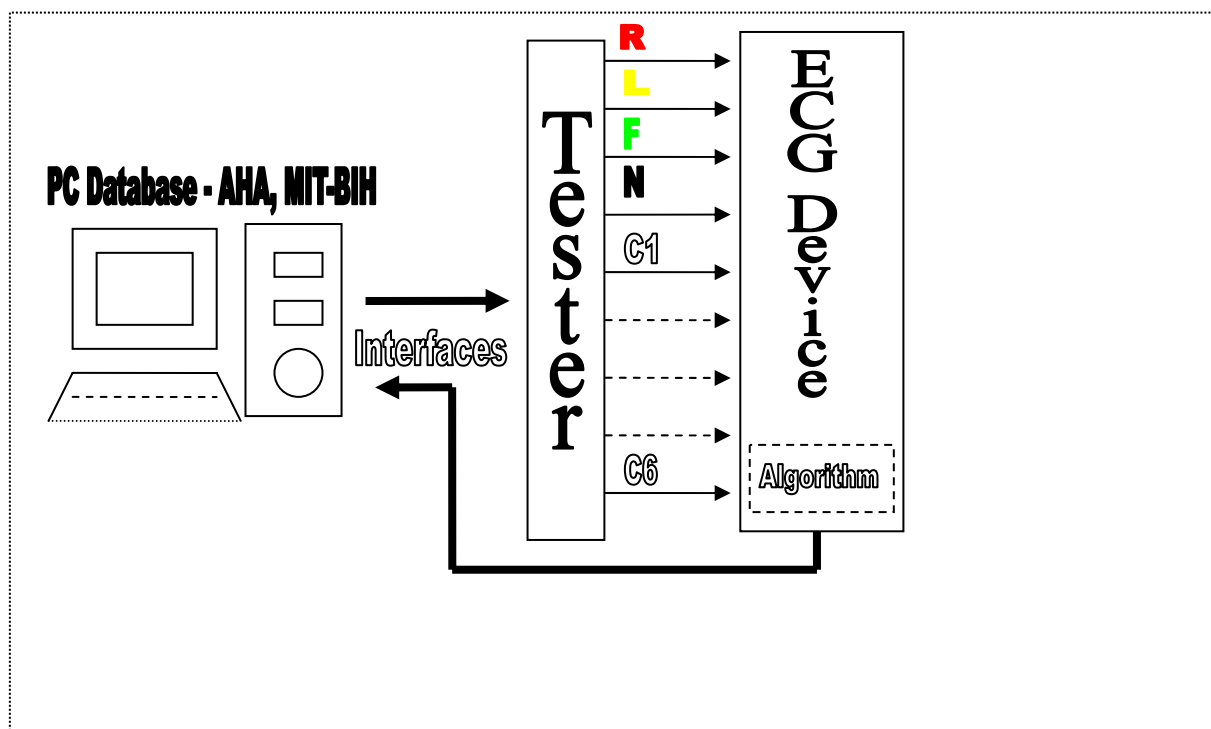 PC Database - AHA, MIT-BIH
Interfaces
Tester
R
L
F
N
C1
C6
ECG Device
Algorithm